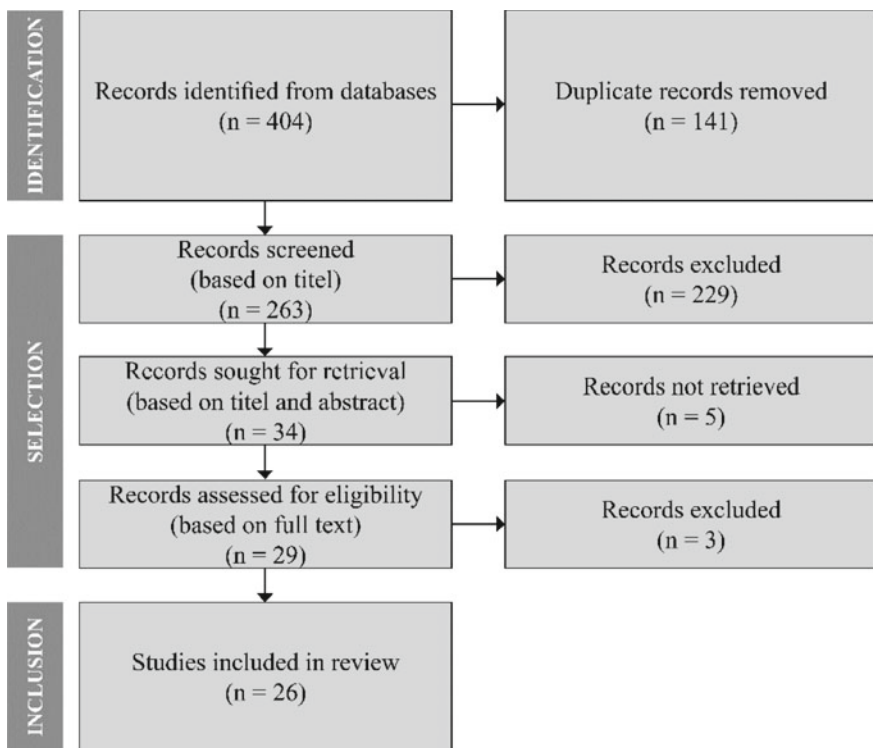 IDENTIFICATION
Records identified from databases
(n = 404)
Duplicate records removed
(n = 141)
SELECTION
Records screened
(based on titel)
(n = 263)
Records excluded
(n = 229)
Records sought for retrieval
(based on titel and abstract)
(n = 34)
Records not retrieved
(n = 5)
Records assessed for eligibility
(based on full text)
(n = 29)
Records excluded
(n = 3)
INCLUSION
Studies included in review
(n = 26)